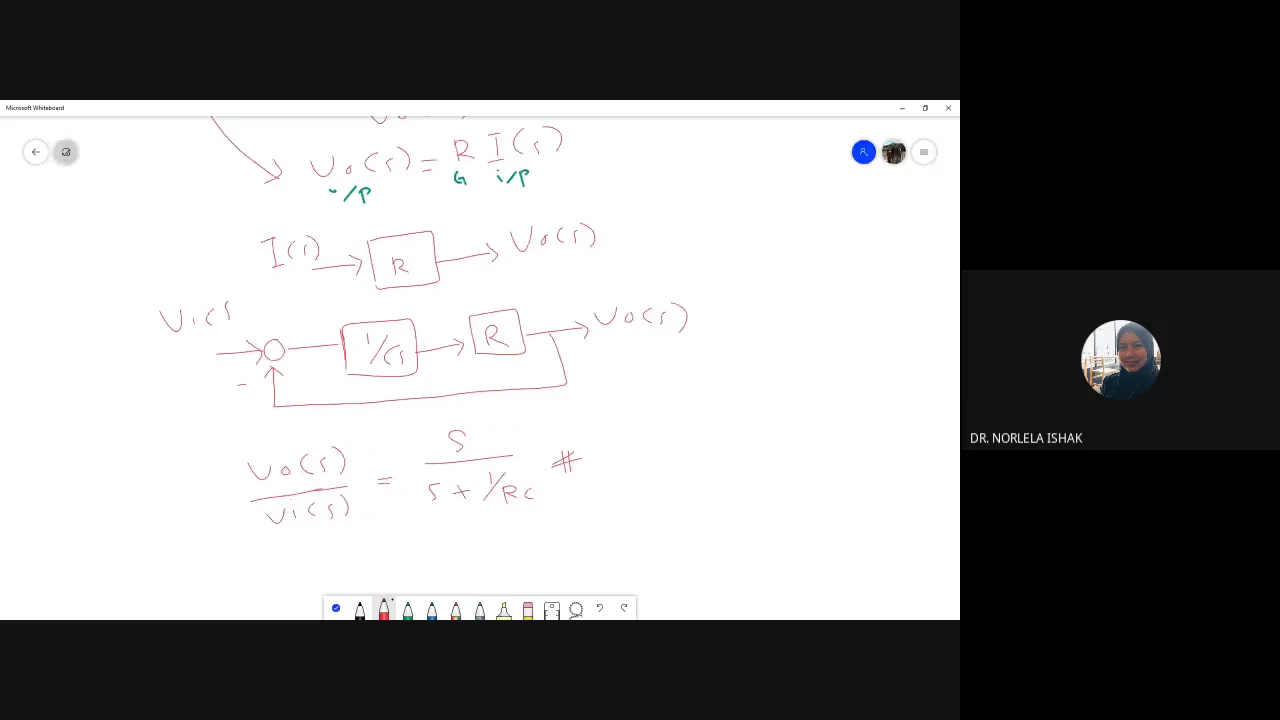 Microsoft Whiteboard
Vo(s) = R I(s)
o/p G i/p
I(s) R Vo(s)
Vi(s
1/Cs R Vo(s)
-
Vo(s) / Vi(s) = s / s + 1/RC #
DR. NORLELA ISHAK